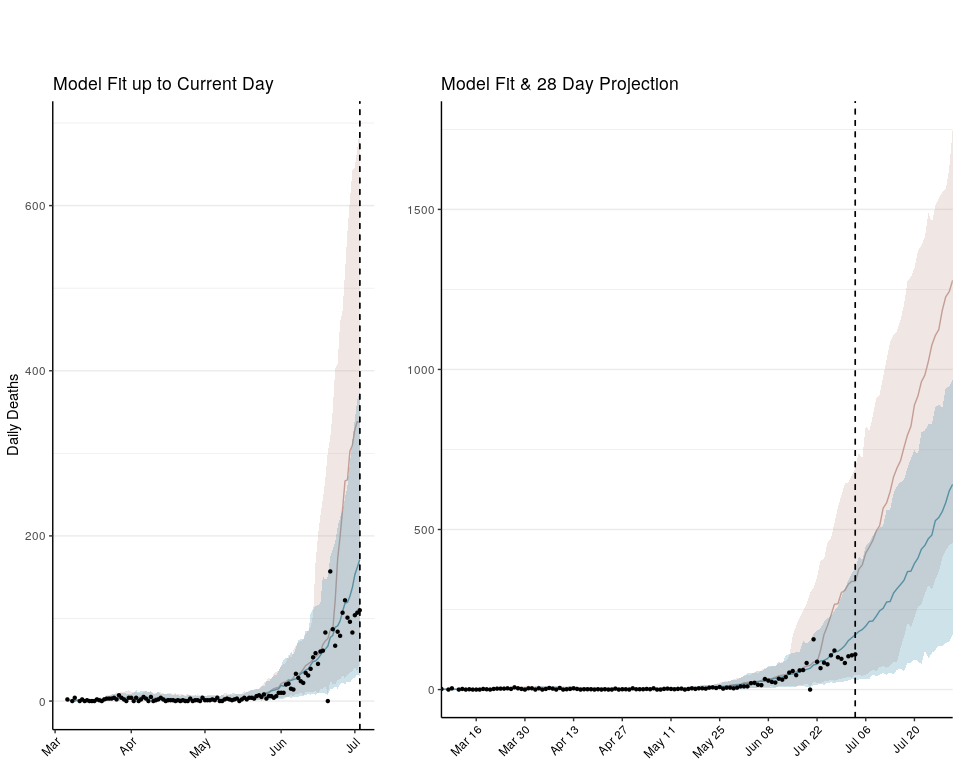 Model Fit up to Current Day
Daily Deaths
600
400
200
0
Mar
Apr
May
Jun
Jul
Model Fit & 28 Day Projection
1500
1000
500
0
Mar 16
Mar 30
Apr 13
Apr 27
May 11
May 25
Jun 08
Jun 22
Jul 06
Jul 20